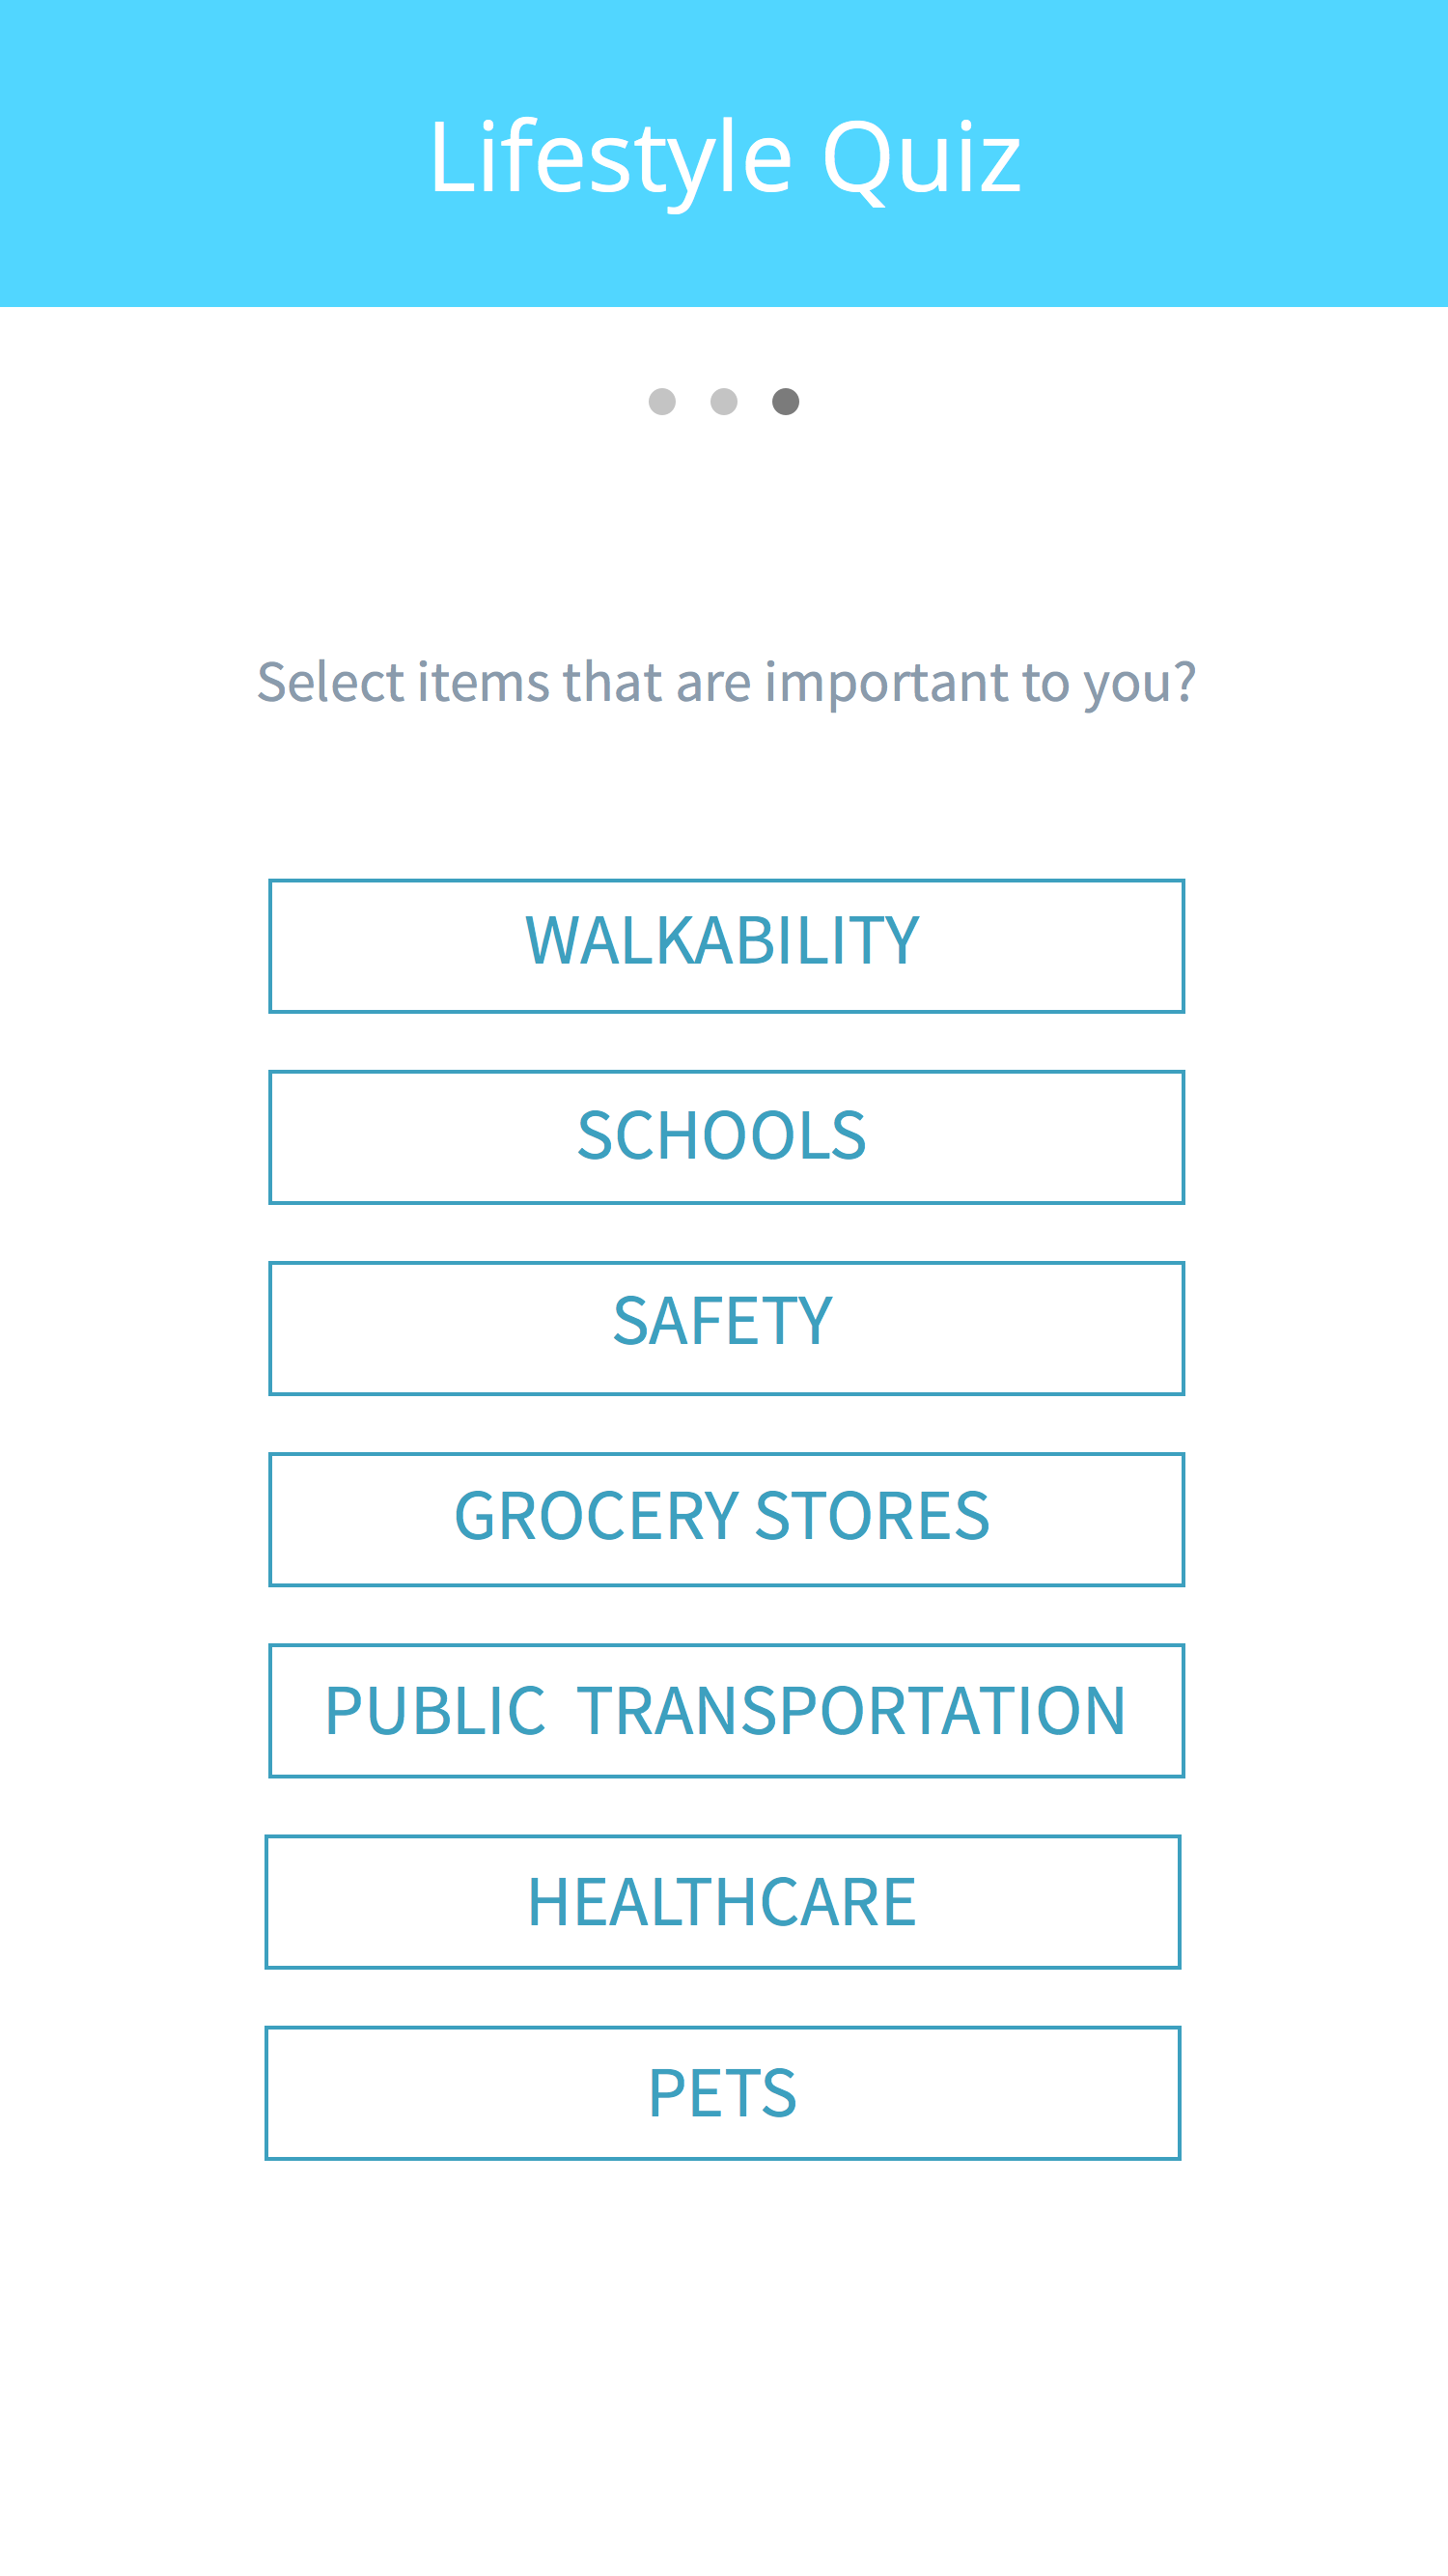 Lifestyle Quiz
Select items that are important to you?
WALKABILITY
SCHOOLS
SAFETY
GROCERY STORES
PUBLIC  TRANSPORTATION
HEALTHCARE
PETS